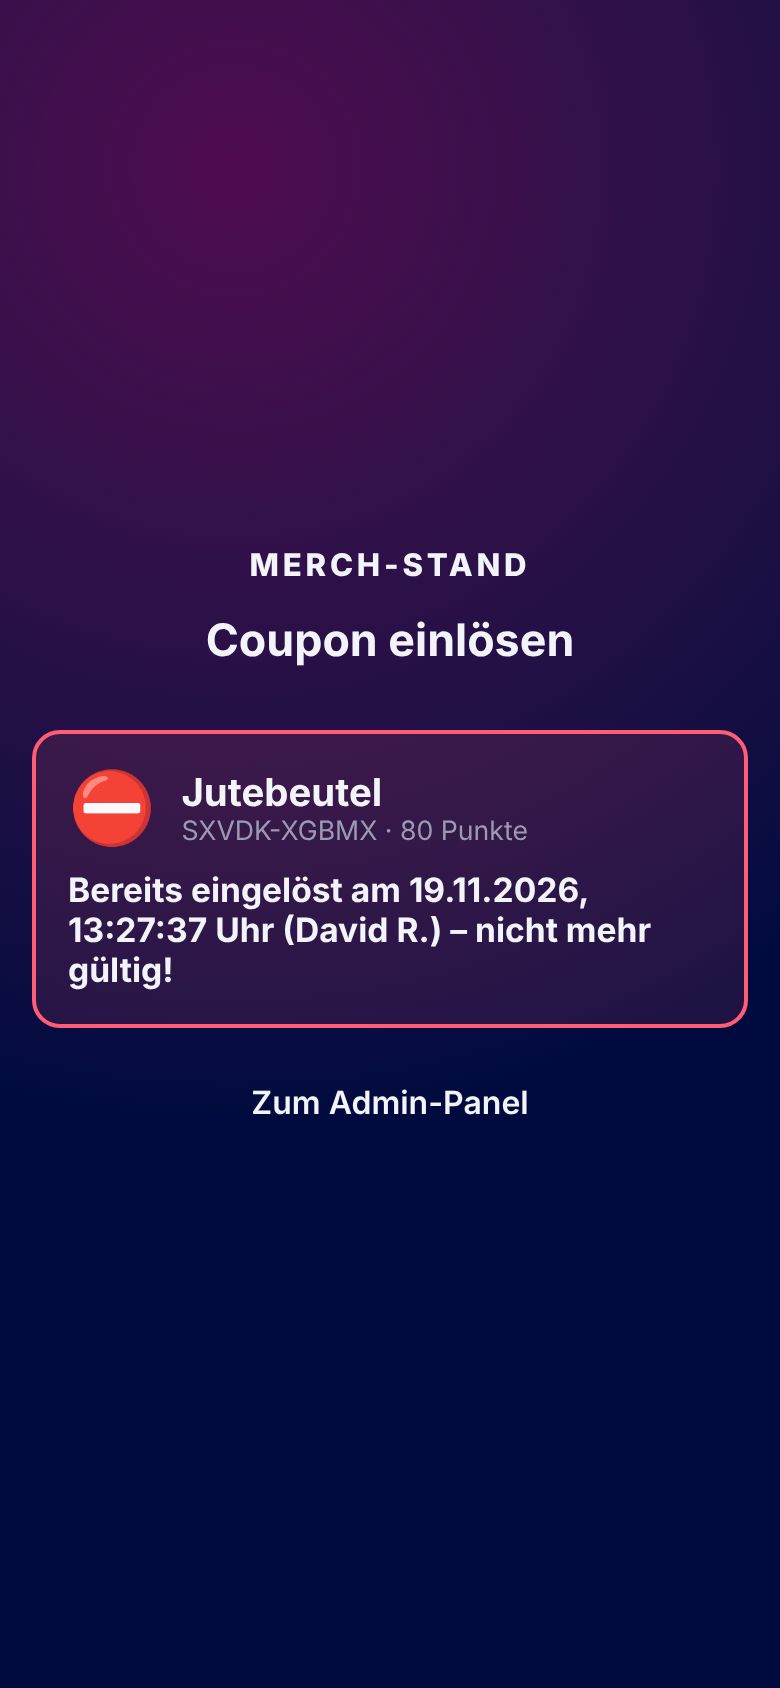 MERCH-STAND
Coupon einlösen
Jutebeutel
SXVDK-XGBMX · 80 Punkte
Bereits eingelöst am 19.11.2026,
13:27:37 Uhr (David R.) – nicht mehr
gültig!
Zum Admin-Panel